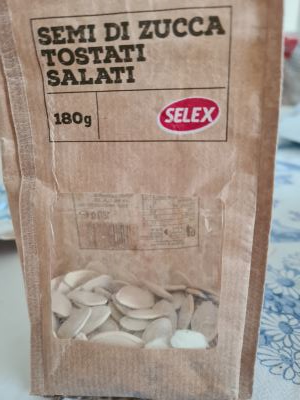 SEMI DI ZUCCA
TOSTATI
SALATI
180g
SELEX